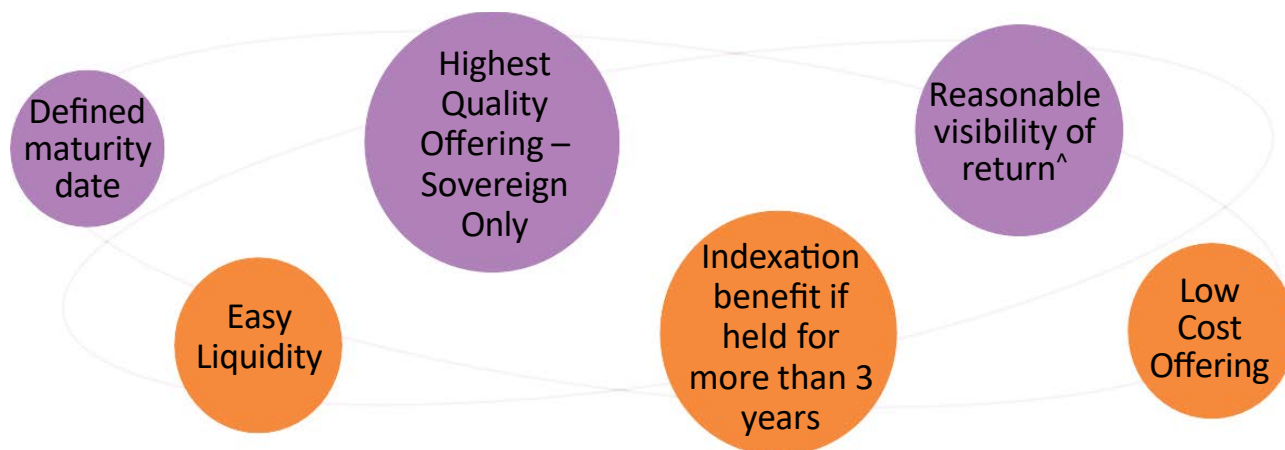 Defined
maturity
date
Highest
Quality
Offering –
Sovereign
Only
Reasonable
visibility of
return^
Easy
Liquidity
Indexation
benefit if
held for
more than 3
years
Low
Cost
Offering